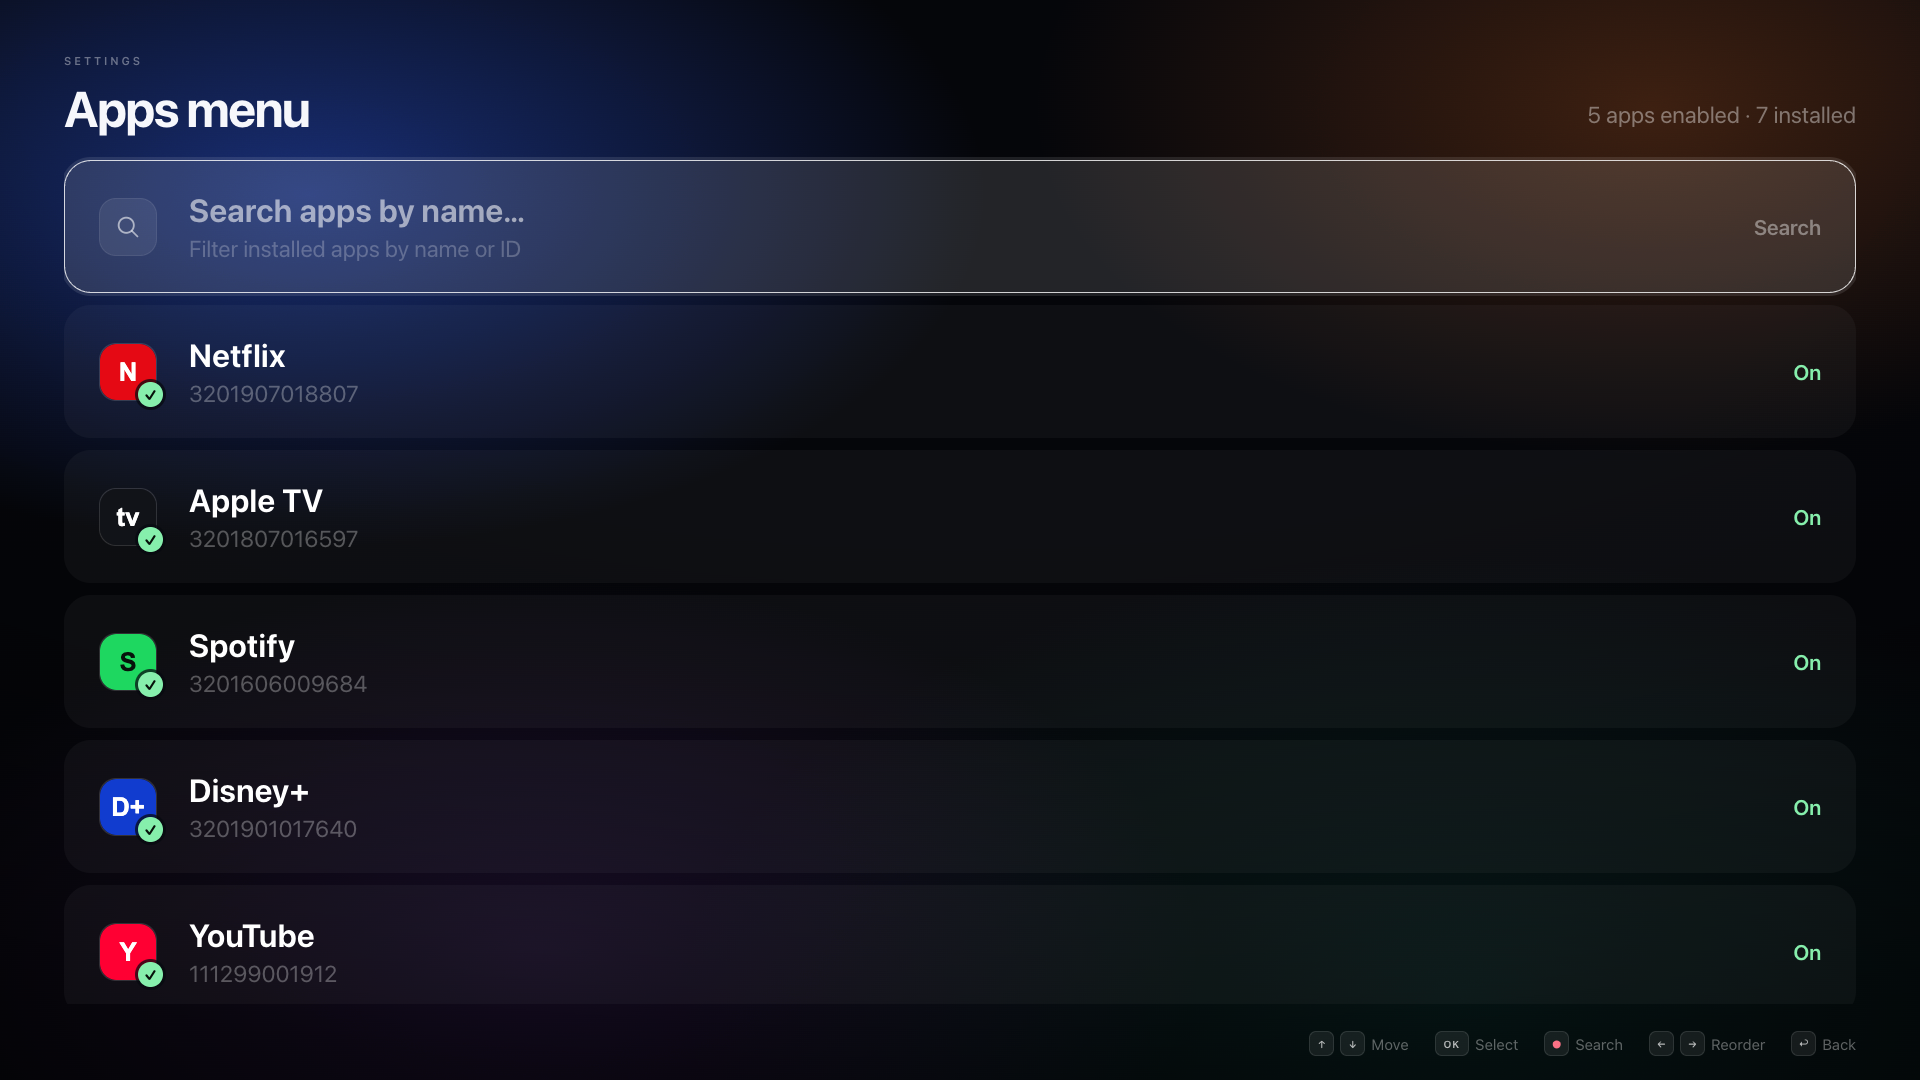 SETTINGS
Apps menu
5 apps enabled · 7 installed
Search apps by name…
Filter installed apps by name or ID
Search
N
Netflix
3201907018807
On
tv
Apple TV
3201807016597
On
S
Spotify
3201606009684
On
D+
Disney+
3201901017640
On
Y
YouTube
111299001912
On
↑ ↓ Move OK Select Search ← → Reorder ↩ Back